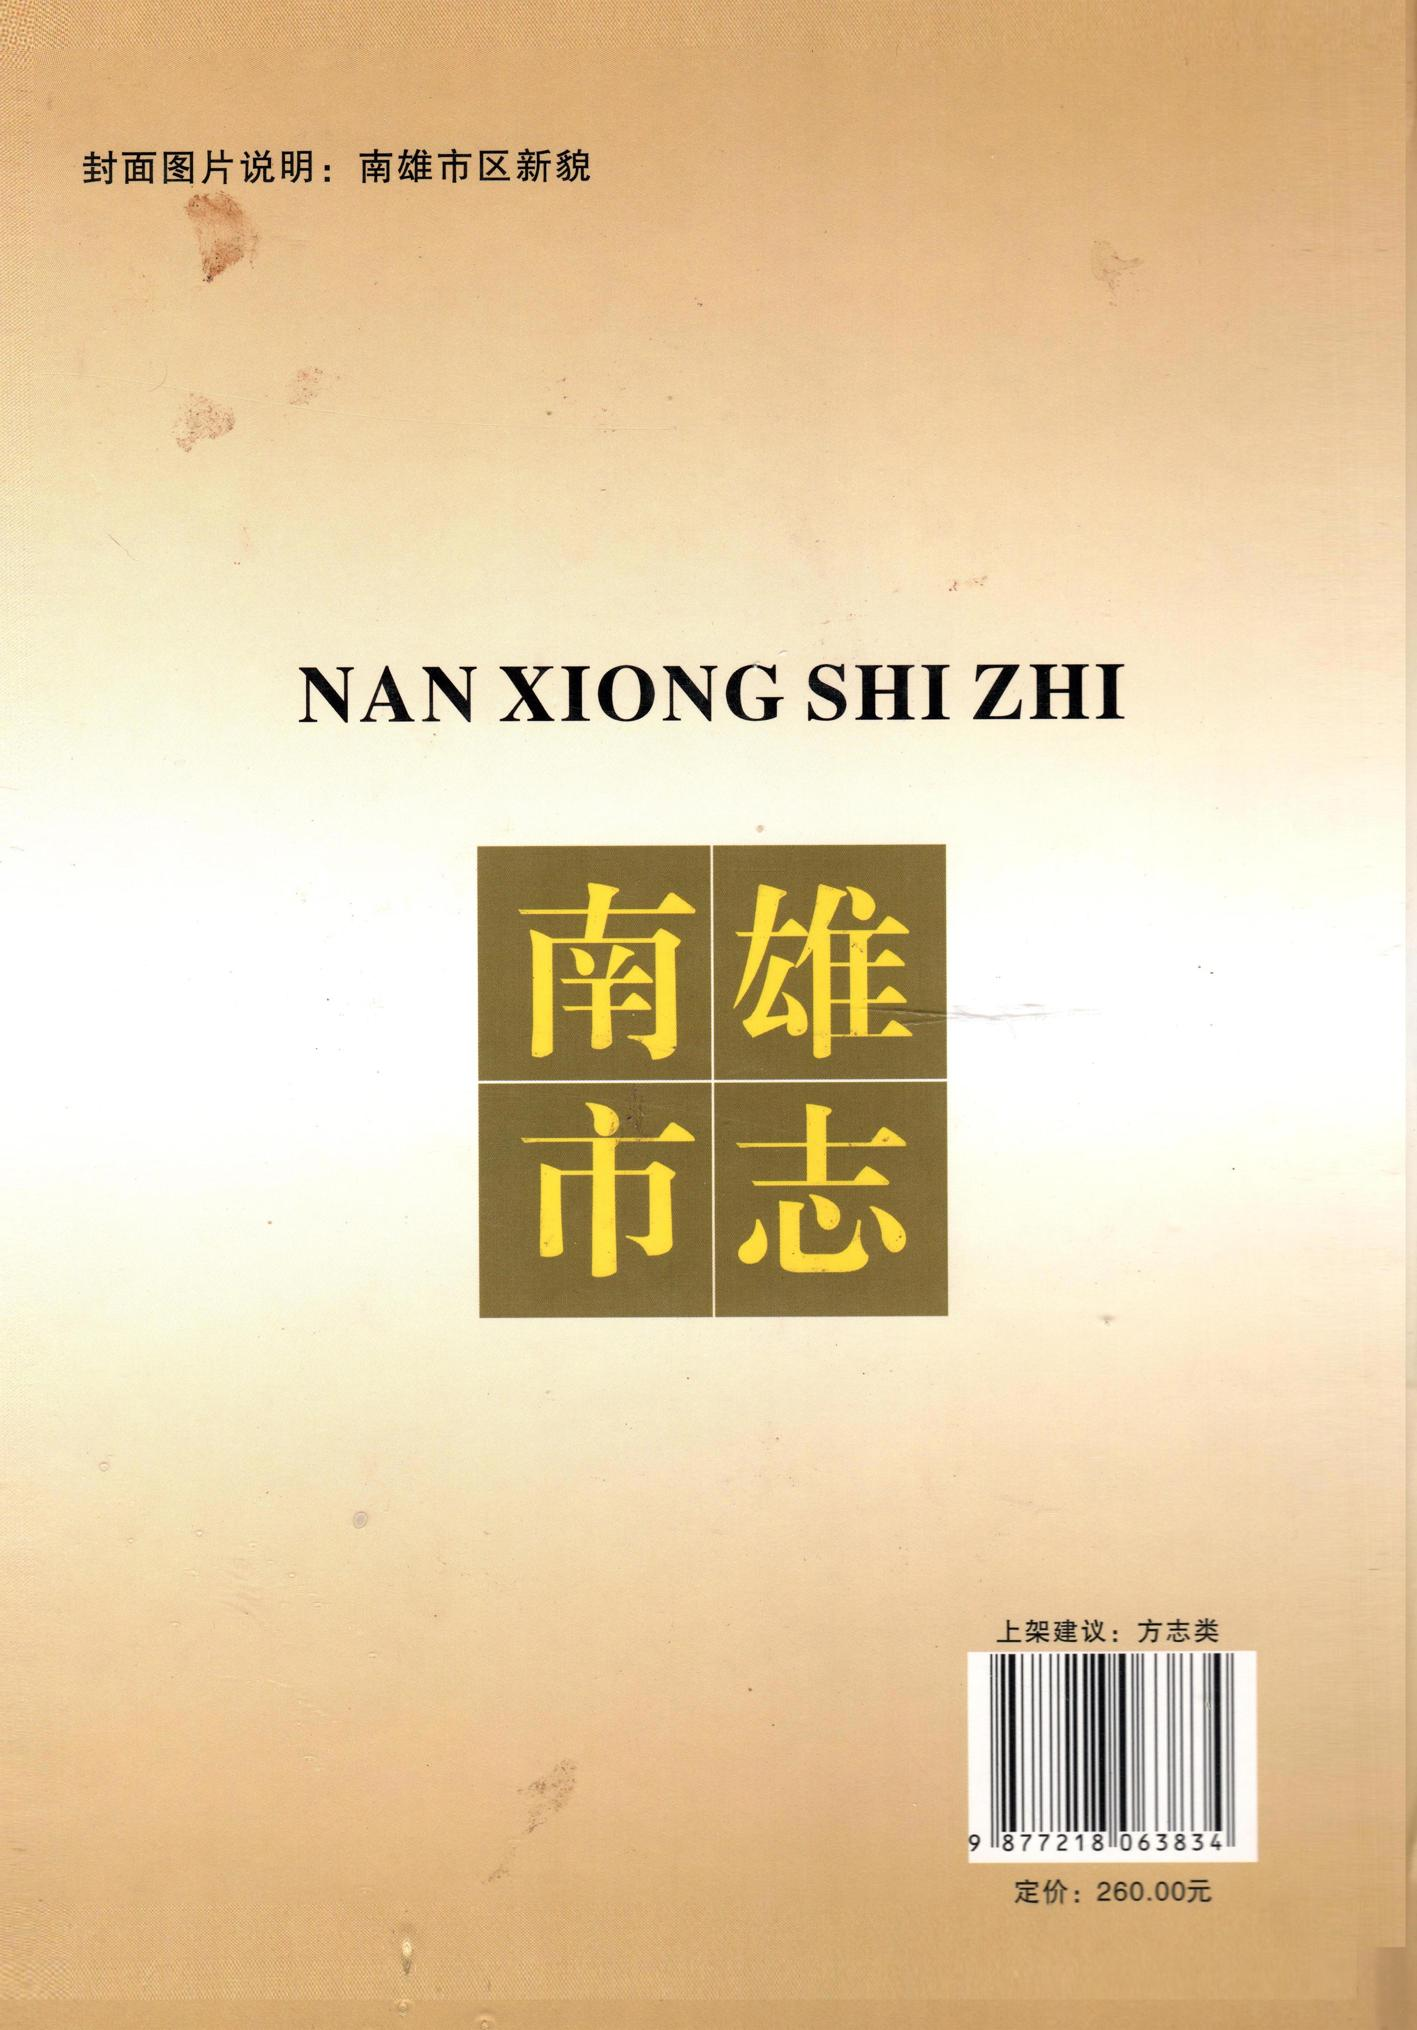 封面图片说明：南雄市区新貌
NAN XIONG SHI ZHI
南雄
市志
上架建议：方志类
9 877218 063834
定价：260.00元